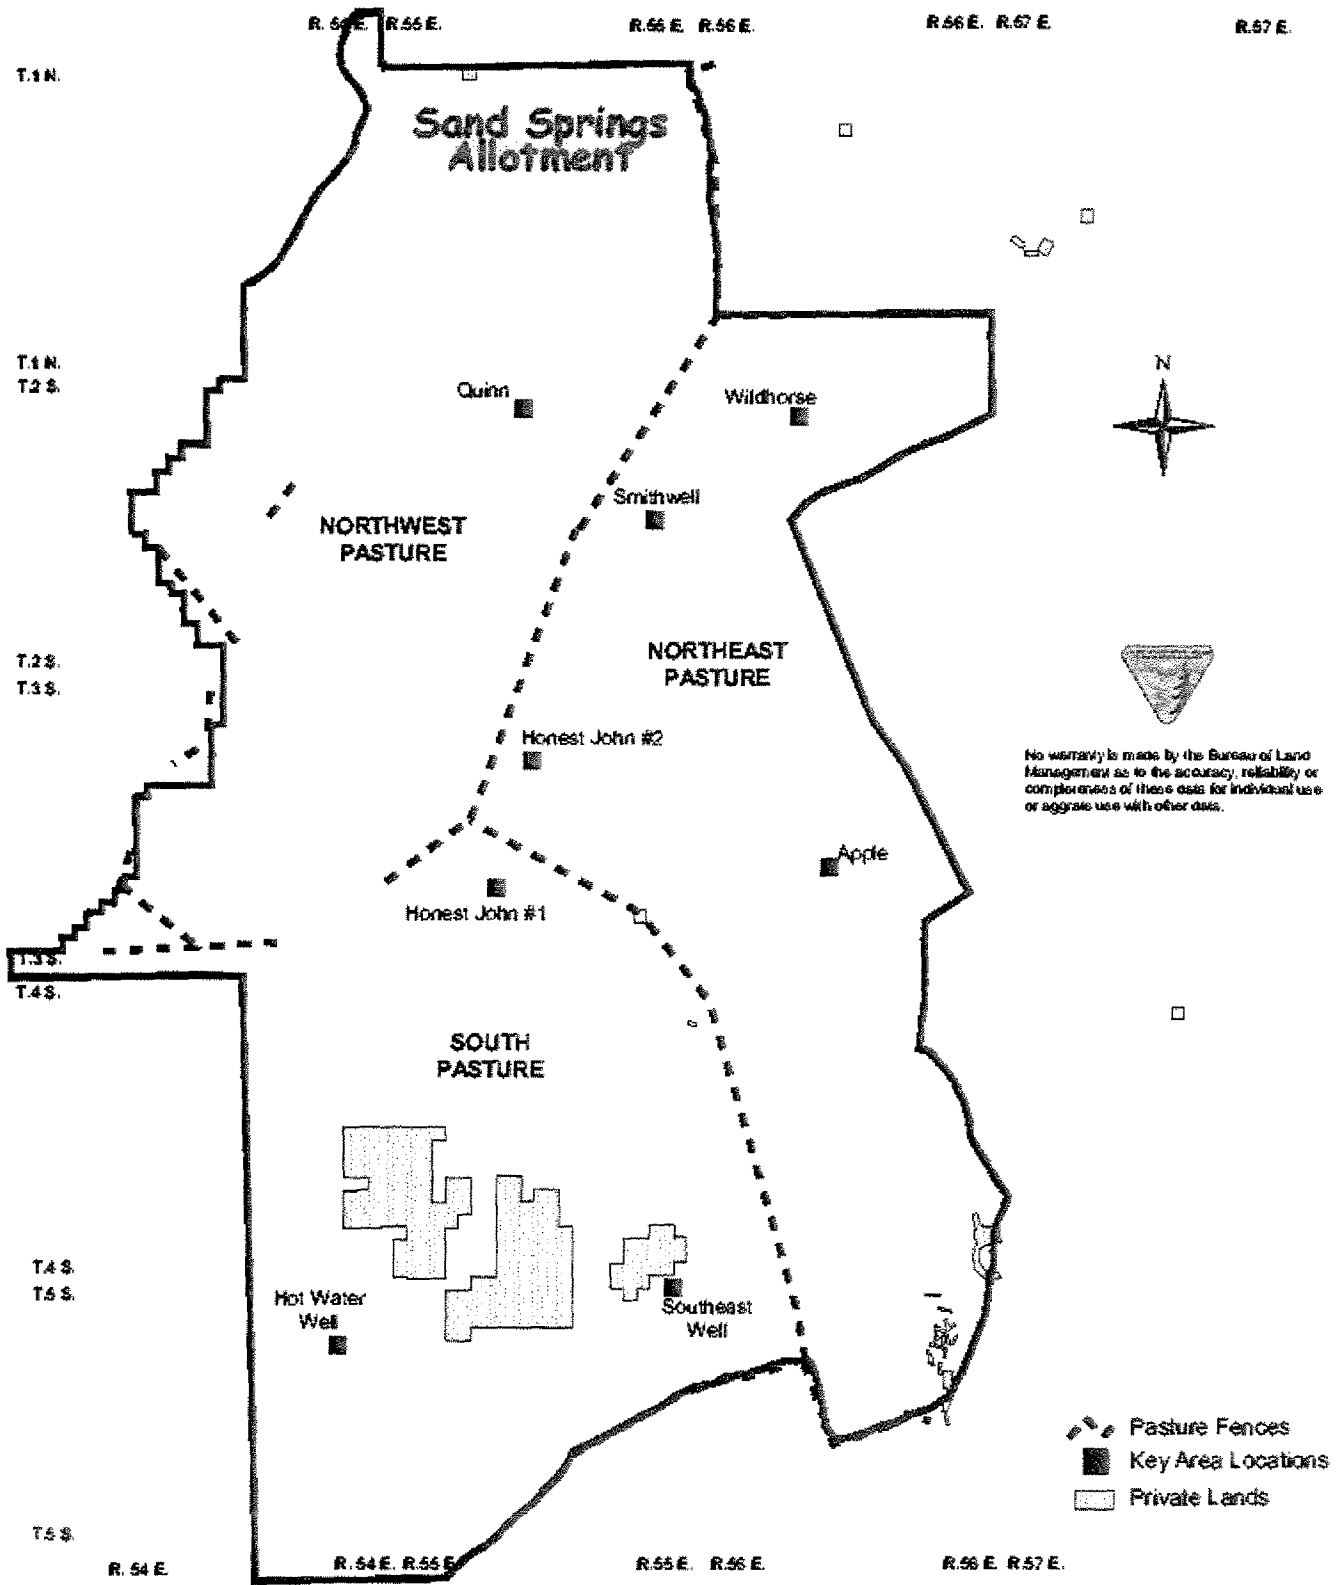 R. 54 E. R.55 E.
R.55 E. R.56 E.
R.56 E. R.57 E.
R.57 E.
T.1 N.
Sand Springs
Allotment
T.1 N.
T.2 S.
Quinn
Wildhorse
N
Smithwell
NORTHWEST
PASTURE
NORTHEAST
PASTURE
T.2 S.
T.3 S.
Honest John #2
No warranty is made by the Bureau of Land
Management as to the accuracy, reliability or
completeness of these data for individual use
or aggrate use with other data.
Apple
Honest John #1
T.3 S.
T.4 S.
SOUTH
PASTURE
T.4 S.
T.5 S.
Hot Water
Well
Southeast
Well
Pasture Fences
Key Area Locations
Private Lands
T.5 S.
R. 54 E.
R. 54 E. R.55 E.
R.55 E. R.56 E.
R.56 E. R.57 E.